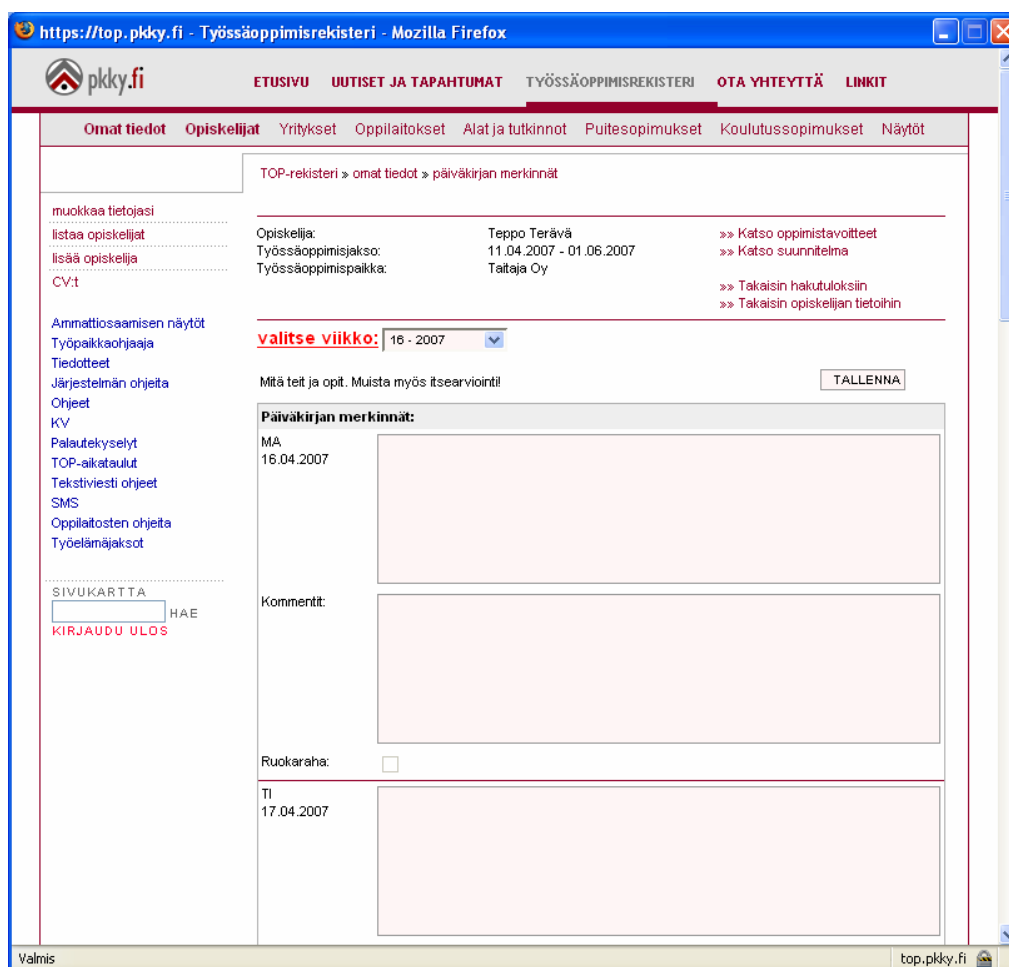 https://top.pkky.fi - Työssäoppimisrekisteri - Mozilla Firefox
pkky.fi
ETUSIVU UUTISET JA TAPAHTUMAT TYÖSSÄOPPIMISREKISTERI OTA YHTEYTTÄ LINKIT
Omat tiedot Opiskelijat Yritykset Oppilaitokset Alat ja tutkinnot Puitesopimukset Koulutussopimukset Näytöt
TOP-rekisteri » omat tiedot » päiväkirjan merkinnät
muokkaa tietojasi
listaa opiskelijat
lisää opiskelija
CV:t
Ammattiosaamisen näytöt
Työpaikkaohjaaja
Tiedotteet
Järjestelmän ohjeita
Ohjeet
KV
Palautekyselyt
TOP-aikataulut
Tekstiviesti ohjeet
SMS
Oppilaitosten ohjeita
Työelämäjaksot
SIVUKARTTA
HAE
KIRJAUDU ULOS
Opiskelija: Teppo Terävä
Työssäoppimisjakso: 11.04.2007 - 01.06.2007
Työssäoppimispaikka: Taitaja Oy
»» Katso oppimistavoitteet
»» Katso suunnitelma
»» Takaisin hakutuloksiin
»» Takaisin opiskelijan tietoihin
valitse viikko: 16 - 2007
Mitä teit ja opit. Muista myös itsearviointi! TALLENNA
Päiväkirjan merkinnät:
MA
16.04.2007
Kommentit:
Ruokaraha:
TI
17.04.2007
Valmis top.pkky.fi